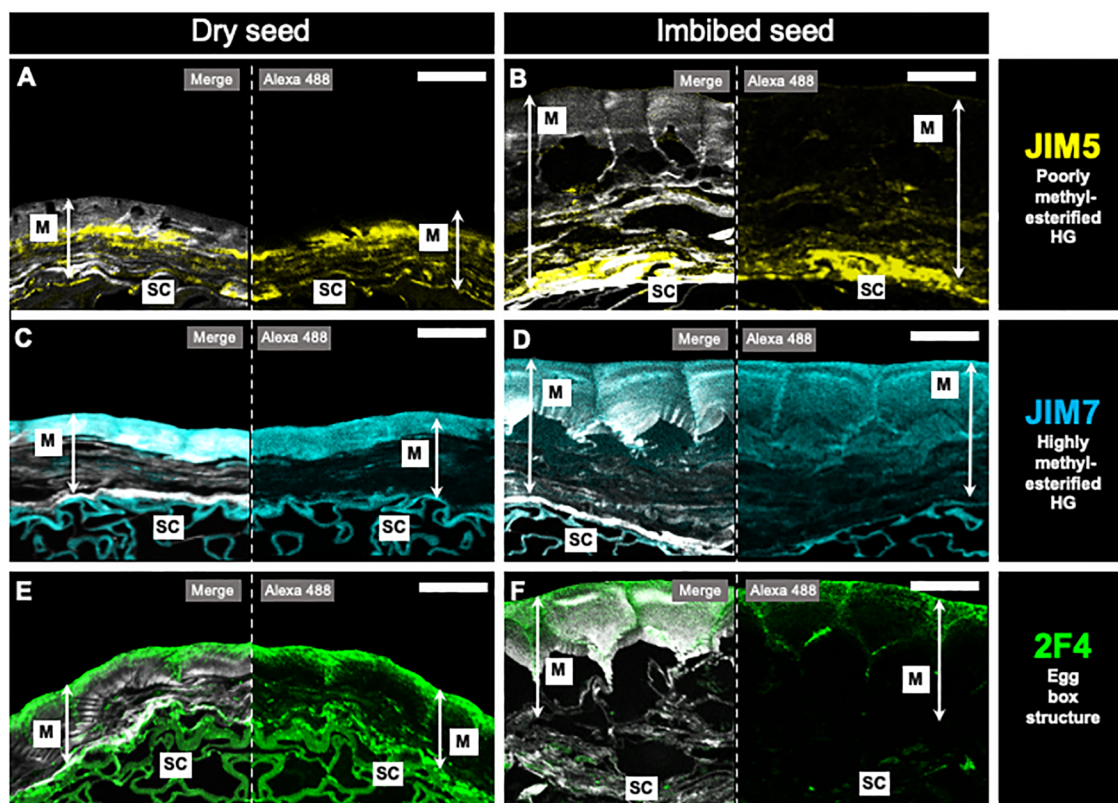 Dry seed
Imbibed seed
A
Merge
Alexa 488
M
M
SC
B
Merge
Alexa 488
M
M
SC
SC
JIM5
Poorly
methyl-
esterified
HG
C
Merge
Alexa 488
M
M
SC
SC
D
Merge
Alexa 488
M
M
SC
JIM7
Highly
methyl-
esterified
HG
E
Merge
Alexa 488
M
M
SC
SC
F
Merge
Alexa 488
M
M
SC
SC
2F4
Egg
box
structure